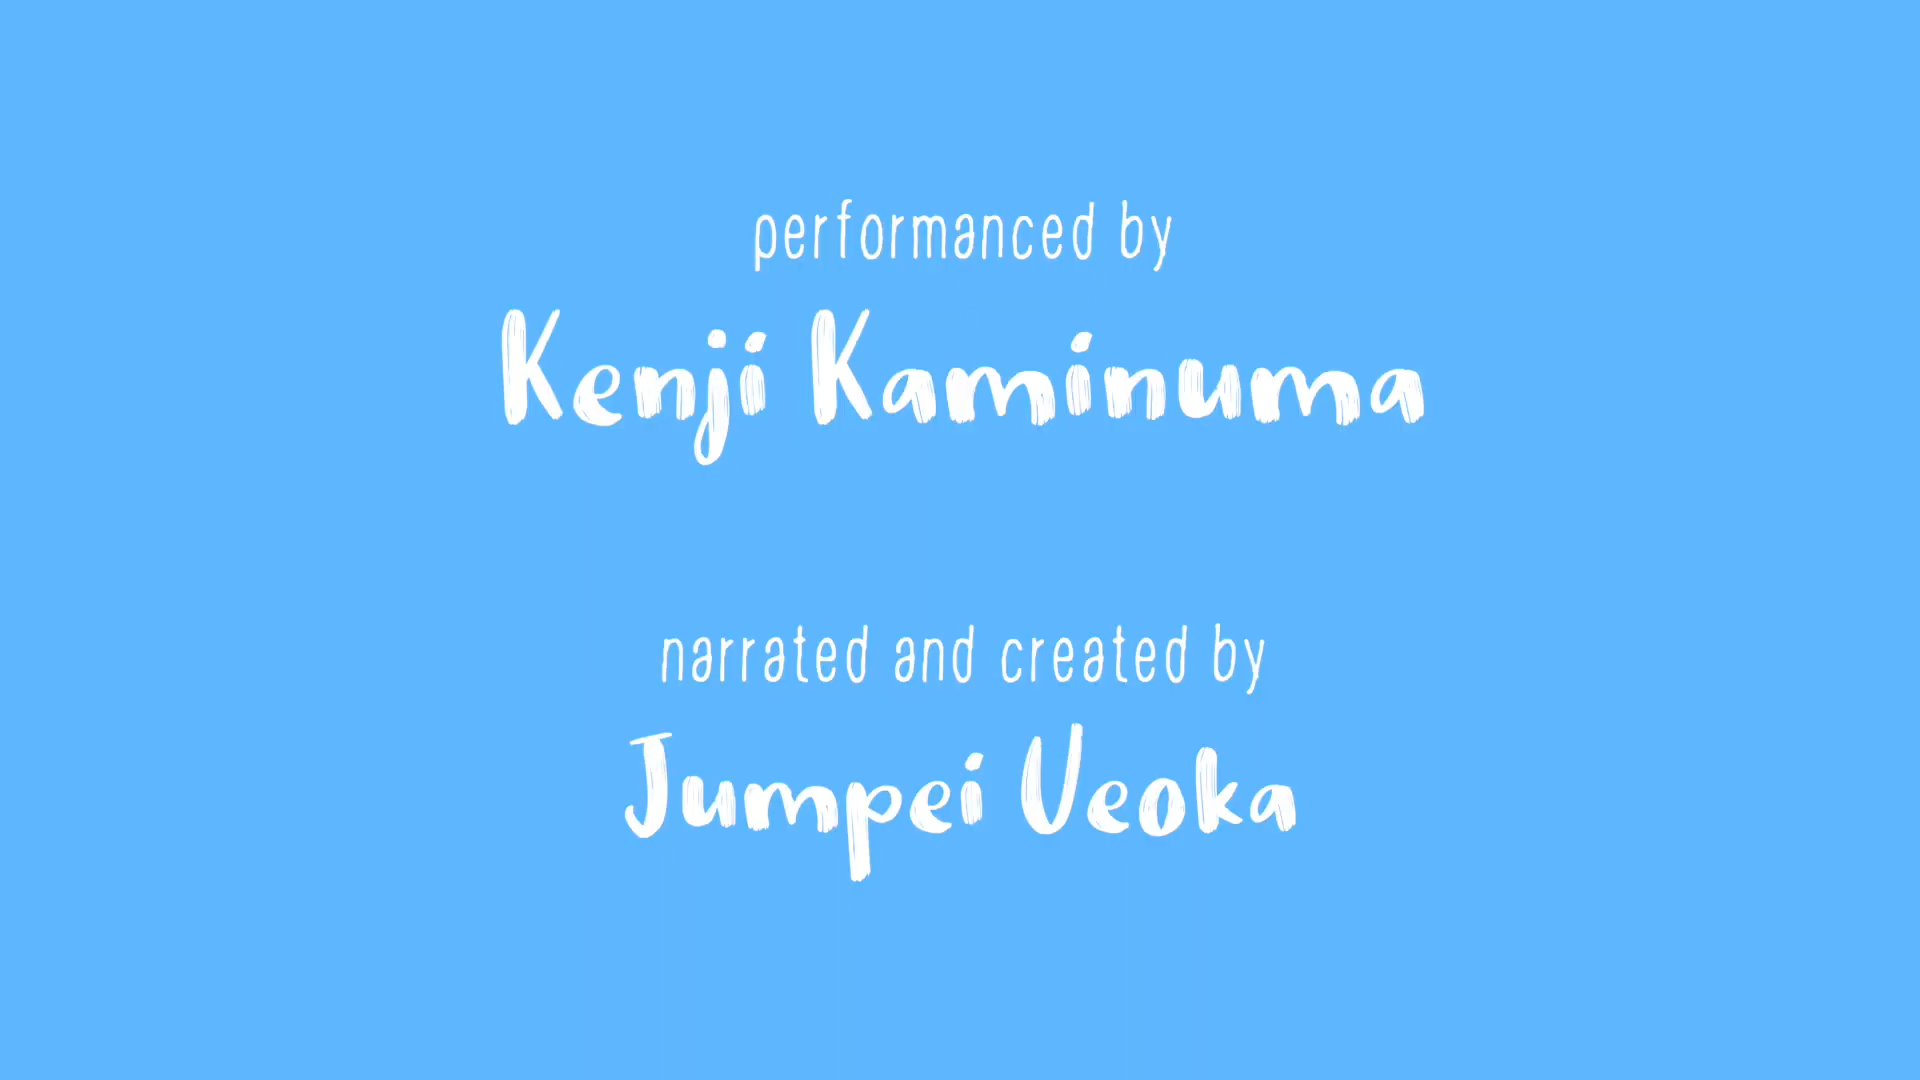 performanced by
Kenji Kaminuma
narrated and created by
Jumpei Ueoka